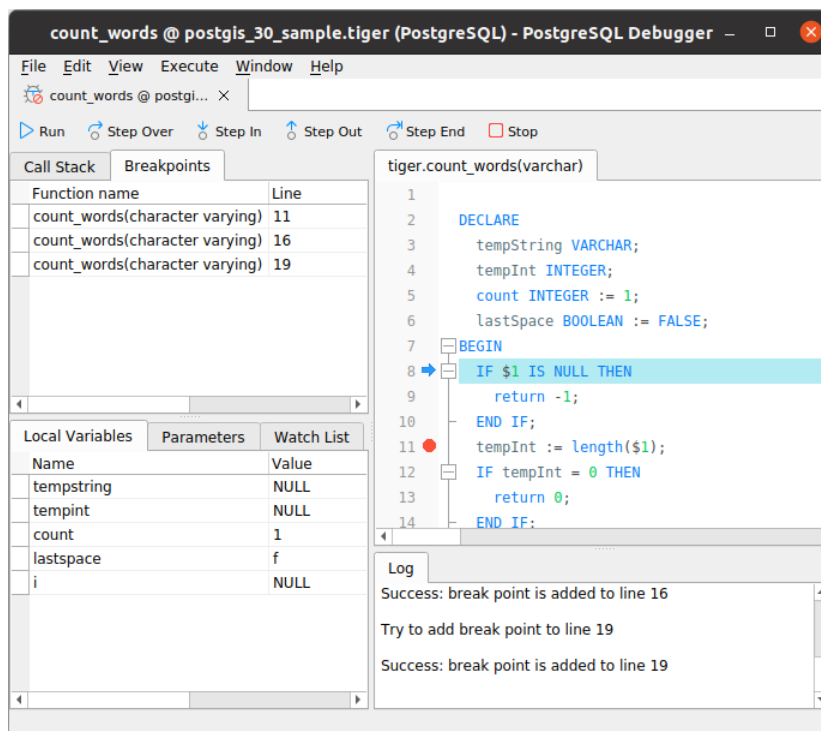 count_words @ postgis_30_sample.tiger (PostgreSQL) - PostgreSQL Debugger
File Edit View Execute Window Help
count_words @ postgi...
Run Step Over Step In Step Out Step End Stop
Call Stack Breakpoints
Function name Line
count_words(character varying) 11
count_words(character varying) 16
count_words(character varying) 19
Local Variables Parameters Watch List
Name Value
tempstring NULL
tempint NULL
count 1
lastspace f
i NULL
tiger.count_words(varchar)
1
2 DECLARE
3 tempString VARCHAR;
4 tempInt INTEGER;
5 count INTEGER := 1;
6 lastSpace BOOLEAN := FALSE;
7 BEGIN
8 IF $1 IS NULL THEN
9 return -1;
10 END IF;
11 tempInt := length($1);
12 IF tempInt = 0 THEN
13 return 0;
14 END IF;
Log
Success: break point is added to line 16
Try to add break point to line 19
Success: break point is added to line 19